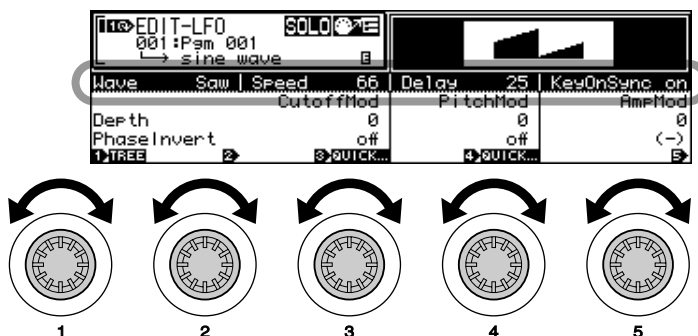 EDIT-LFO SOLO
001:Pgm 001
sine wave E
Wave Saw | Speed 66 | Delay 25 | KeyOnSync on
CutoffMod PitchMod AmpMod
Depth 0 0 0
PhaseInvert off off (-)
1 TREE 2 3 QUICK... 4 QUICK... 5
1 2 3 4 5